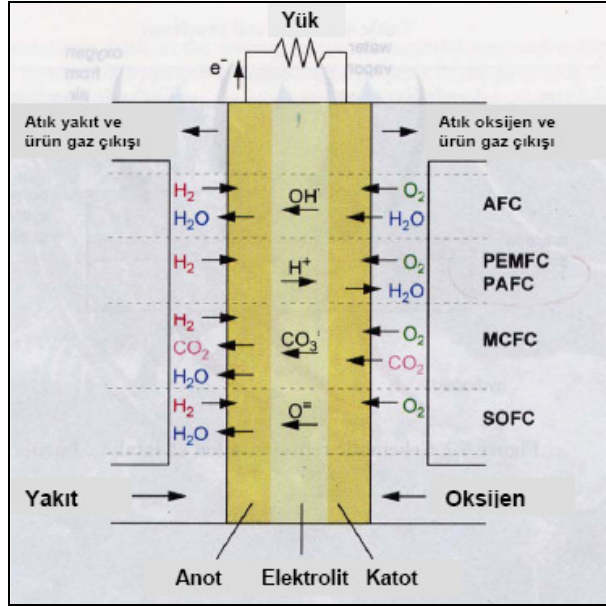 Yük
e⁻
Atık yakıt ve
ürün gaz çıkışı
Atık oksijen ve
ürün gaz çıkışı
H₂
OH⁻
O₂
AFC
H₂O
H₂O
H₂
H⁺
O₂
PEMFC
PAFC
H₂O
H₂
CO₂
CO₃
O₂
MCFC
CO₂
H₂O
H₂
O⁼
O₂
SOFC
H₂O
Yakıt
Oksijen
Anot
Elektrolit
Katot